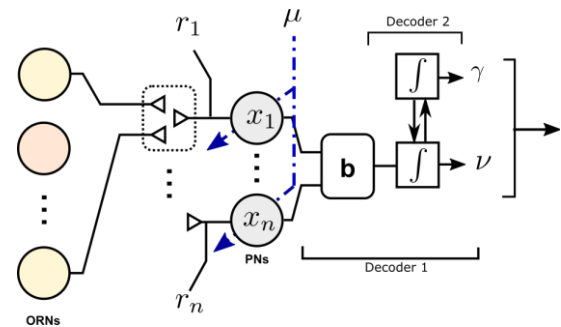 μ
Decoder 2
r₁
∫
γ
x₁
b
∫
ν
xₙ
PNs
Decoder 1
rₙ
ORNs